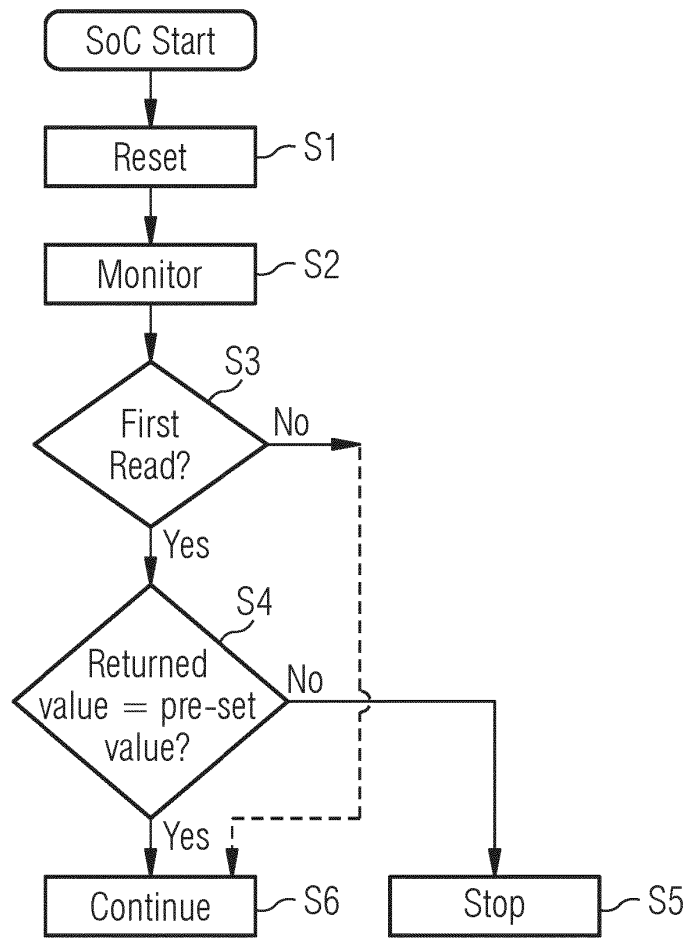 SoC Start
Reset
S1
Monitor
S2
S3
First
Read?
No
Yes
S4
Returned
value = pre-set
value?
No
Yes
Continue
S6
Stop
S5